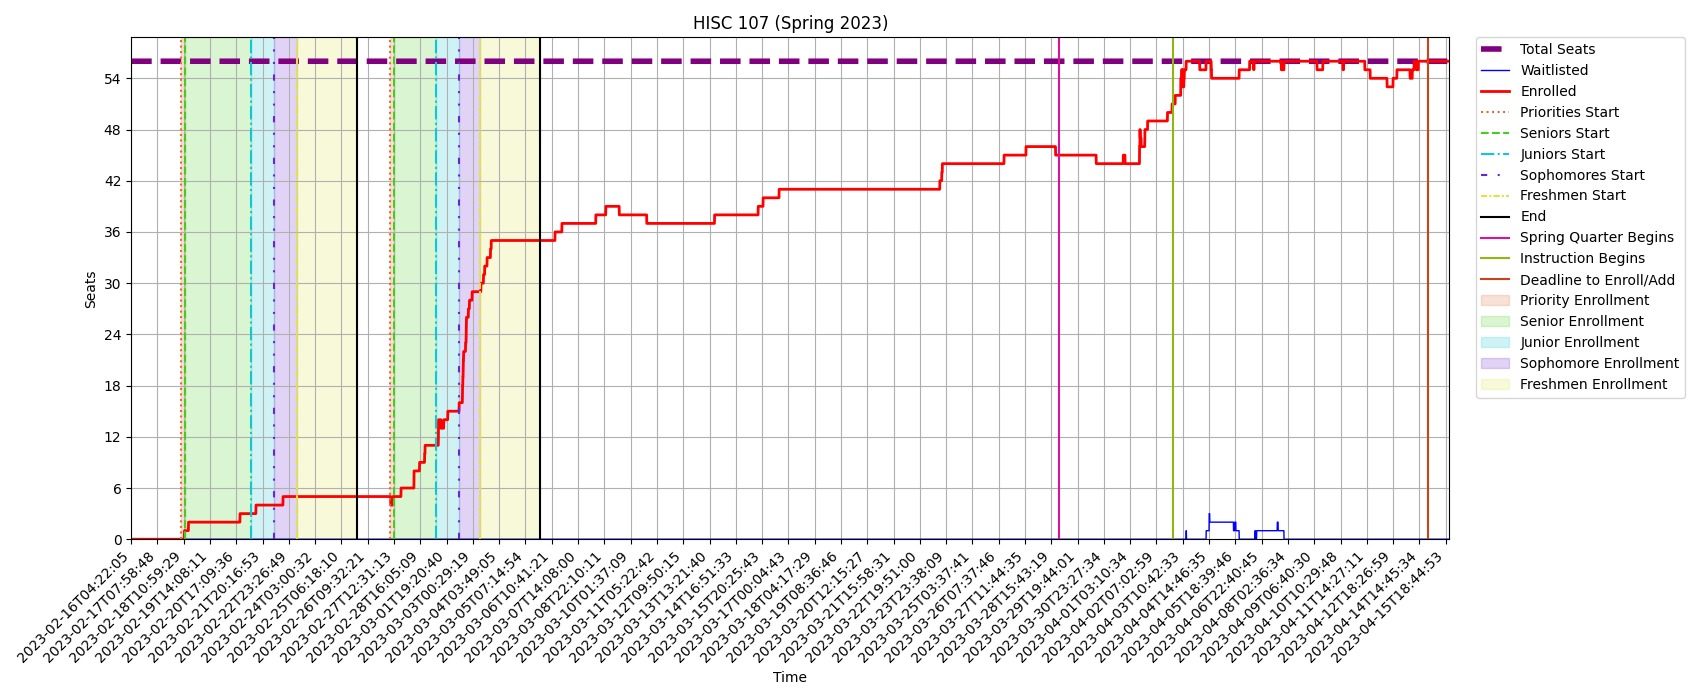 HISC 107 (Spring 2023)
Seats
54
48
42
36
30
24
18
12
6
0
2023-02-16T04:22:05
2023-02-17T07:58:48
2023-02-18T10:59:29
2023-02-19T14:08:11
2023-02-20T17:09:36
2023-02-21T20:16:53
2023-02-22T23:26:49
2023-02-24T03:00:32
2023-02-25T06:18:10
2023-02-26T09:32:21
2023-02-27T12:31:13
2023-02-28T16:05:09
2023-03-01T19:20:40
2023-03-02T23:29:19
2023-03-04T03:49:05
2023-03-05T07:14:54
2023-03-06T10:41:21
2023-03-07T14:08:00
2023-03-08T22:10:11
2023-03-10T01:37:09
2023-03-11T05:22:42
2023-03-12T09:50:15
2023-03-13T13:21:40
2023-03-14T16:51:33
2023-03-15T20:25:43
2023-03-17T00:04:43
2023-03-18T04:17:29
2023-03-19T08:36:46
2023-03-20T12:15:27
2023-03-21T15:58:31
2023-03-22T19:51:00
2023-03-23T23:38:09
2023-03-25T03:37:41
2023-03-26T07:37:46
2023-03-27T11:44:35
2023-03-28T15:43:19
2023-03-29T19:44:01
2023-03-30T23:27:34
2023-04-01T03:10:34
2023-04-02T07:02:59
2023-04-03T10:42:33
2023-04-04T14:46:35
2023-04-05T18:39:46
2023-04-06T22:40:45
2023-04-08T02:36:34
2023-04-09T06:40:30
2023-04-10T10:29:48
2023-04-11T14:27:11
2023-04-12T18:26:59
2023-04-14T14:45:34
2023-04-15T18:44:53
Time
Total Seats
Waitlisted
Enrolled
Priorities Start
Seniors Start
Juniors Start
Sophomores Start
Freshmen Start
End
Spring Quarter Begins
Instruction Begins
Deadline to Enroll/Add
Priority Enrollment
Senior Enrollment
Junior Enrollment
Sophomore Enrollment
Freshmen Enrollment